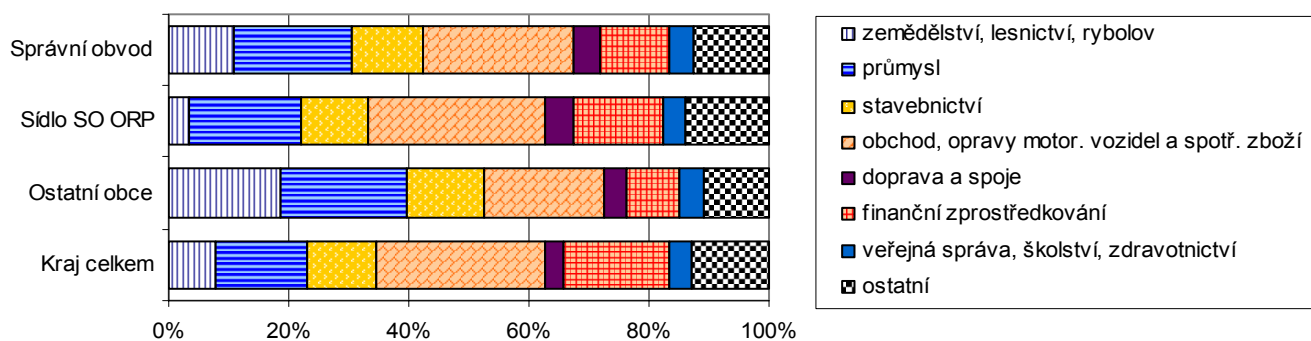 Správní obvod
Sídlo SO ORP
Ostatní obce
Kraj celkem
0% 20% 40% 60% 80% 100%
zemědělství, lesnictví, rybolov
průmysl
stavebnictví
obchod, opravy motor. vozidel a spotř. zboží
doprava a spoje
finanční zprostředkování
veřejná správa, školství, zdravotnictví
ostatní